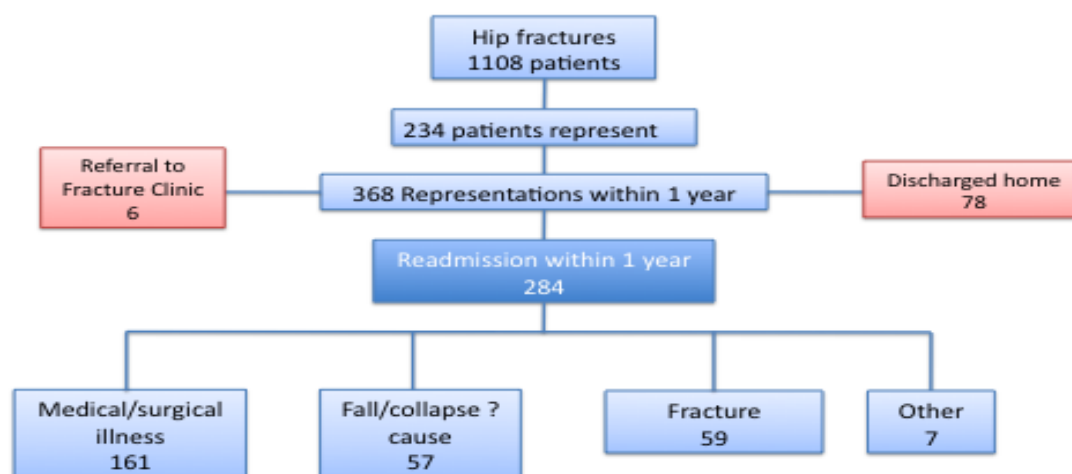 Hip fractures
1108 patients
234 patients represent
Referral to
Fracture Clinic
6
368 Representations within 1 year
Discharged home
78
Readmission within 1 year
284
Medical/surgical
illness
161
Fall/collapse ?
cause
57
Fracture
59
Other
7